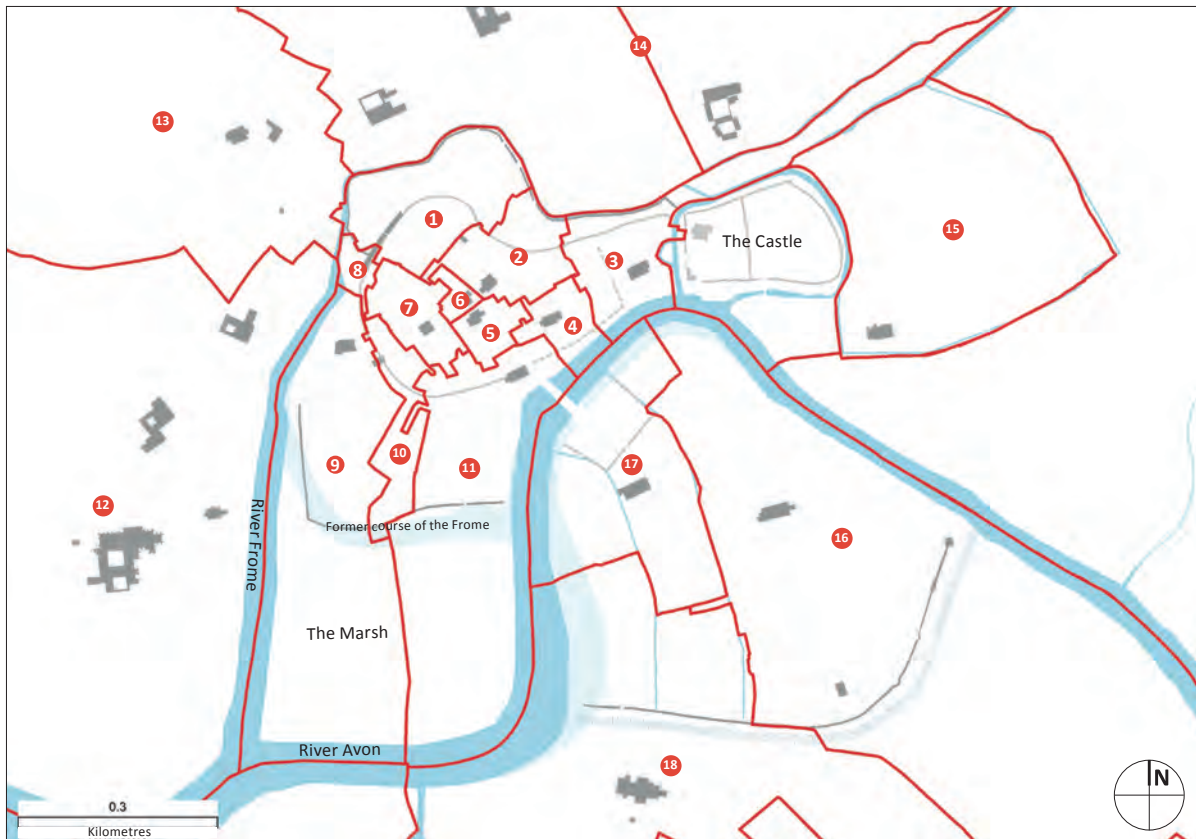 14
13
1
The Castle
15
2
3
8
6
7
5
4
9
10
11
17
12
River Frome
Former course of the Frome
16
The Marsh
River Avon
18
N
0.3
Kilometres